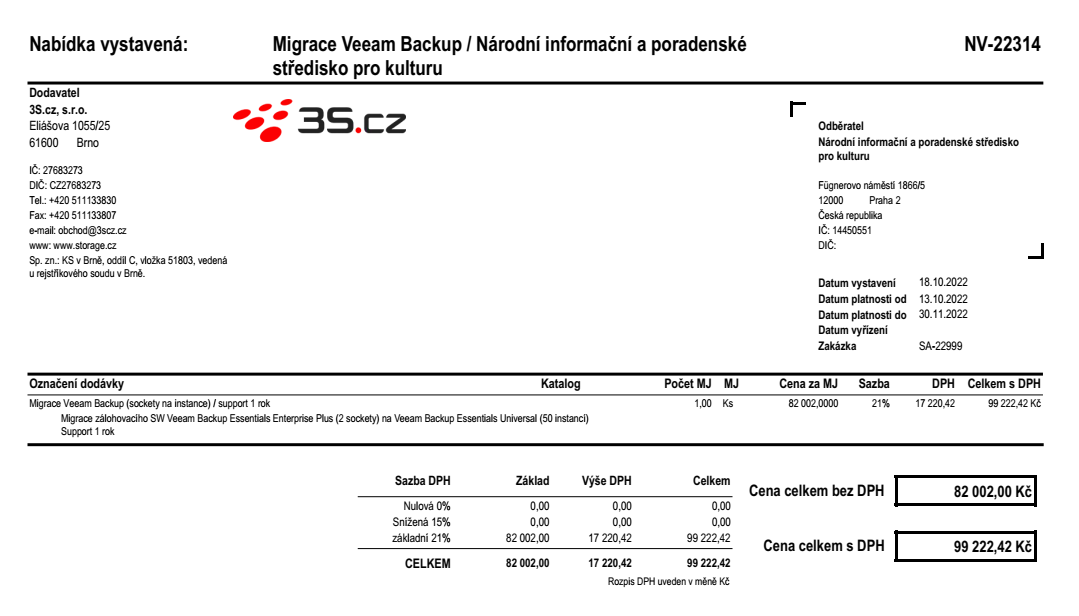 Nabídka vystavená:
Migrace Veeam Backup / Národní informační a poradenské
středisko pro kulturu
NV-22314
Dodavatel
3S.cz, s.r.o.
Eliášova 1055/25
61600 Brno
IČ: 27683273
DIČ: CZ27683273
Tel.: +420 511133830
Fax: +420 511133807
e-mail: obchod@3scz.cz
www: www.storage.cz
Sp. zn.: KS v Brně, oddíl C, vložka 51803, vedená
u rejstříkového soudu v Brně.
3S.cz
Odběratel
Národní informační a poradenské středisko
pro kulturu
Fügnerovo náměstí 1866/5
12000 Praha 2
Česká republika
IČ: 14450551
DIČ:
Datum vystavení 18.10.2022
Datum platnosti od 13.10.2022
Datum platnosti do 30.11.2022
Datum vyřízení
Zakázka SA-22999
Označení dodávky Katalog Počet MJ MJ Cena za MJ Sazba DPH Celkem s DPH
Migrace Veeam Backup (sockety na instance) / support 1 rok 1,00 Ks 82 002,0000 21% 17 220,42 99 222,42 Kč
Migrace zálohovacího SW Veeam Backup Essentials Enterprise Plus (2 sockety) na Veeam Backup Essentials Universal (50 instancí)
Support 1 rok
Sazba DPH Základ Výše DPH Celkem
Nulová 0% 0,00 0,00 0,00
Snížená 15% 0,00 0,00 0,00
základní 21% 82 002,00 17 220,42 99 222,42
CELKEM 82 002,00 17 220,42 99 222,42
Rozpis DPH uveden v měně Kč
Cena celkem bez DPH 82 002,00 Kč
Cena celkem s DPH 99 222,42 Kč